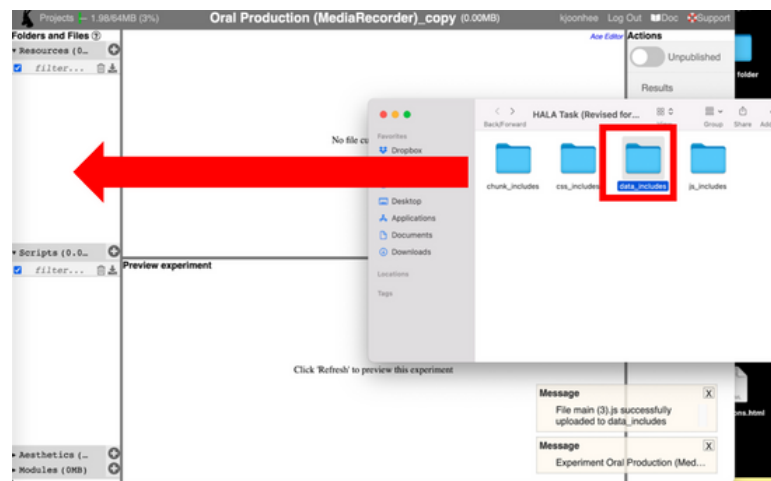 Projects – 1.98/64MB (3%) Oral Production (MediaRecorder)_copy (0.00MB) kjoonhee Log Out Doc Support
Folders and Files ? Ace Editor Actions
Resources (0…
filter...
Unpublished
folder
Results
HALA Task (Revised for...
Back/Forward View Group Share
Favorites
No file
Dropbox
Desktop
Applications
Documents
Downloads
Locations
Tags
chunk_includes css_includes data_includes js_includes
Scripts (0.0…
filter...
Preview experiment
Click 'Refresh' to preview this experiment
Message X
File main (3).js successfully
uploaded to data_includes
ons.html
Message X
Experiment Oral Production (Med…
Aesthetics (…
Modules (0MB)